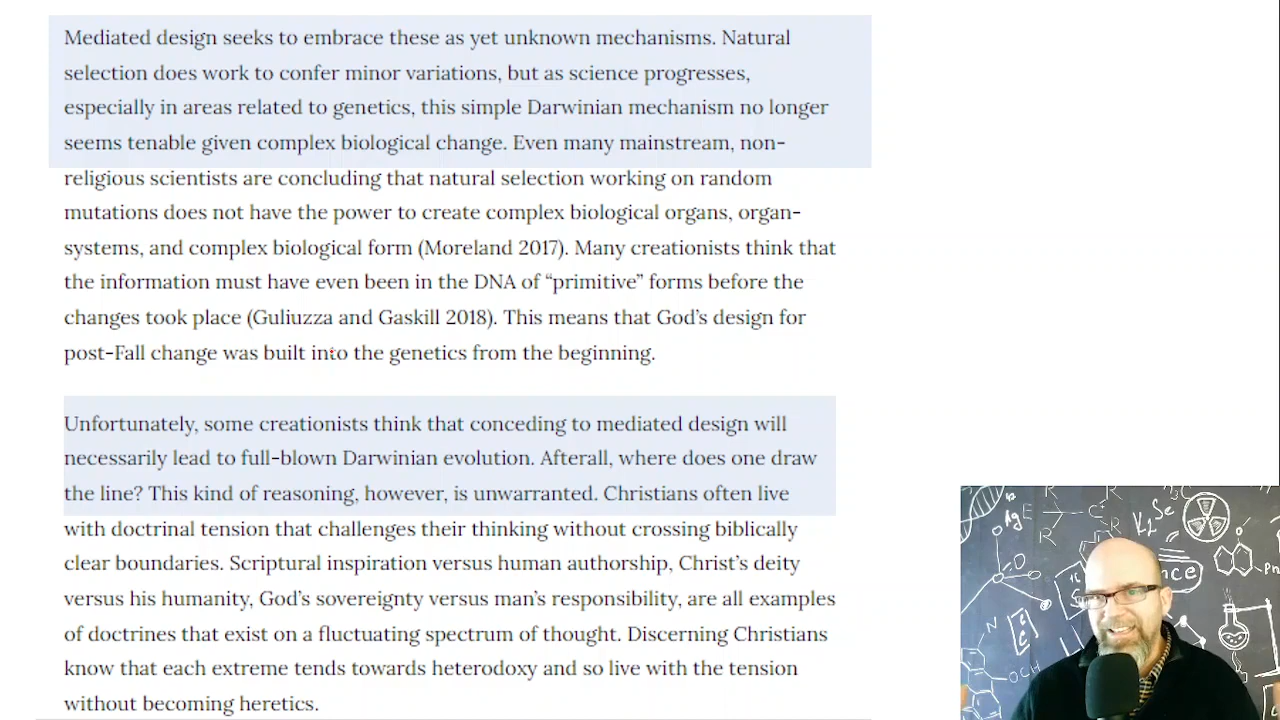 Mediated design seeks to embrace these as yet unknown mechanisms. Natural
selection does work to confer minor variations, but as science progresses,
especially in areas related to genetics, this simple Darwinian mechanism no longer
seems tenable given complex biological change. Even many mainstream, non-
religious scientists are concluding that natural selection working on random
mutations does not have the power to create complex biological organs, organ-
systems, and complex biological form (Moreland 2017). Many creationists think that
the information must have even been in the DNA of “primitive” forms before the
changes took place (Guliuzza and Gaskill 2018). This means that God’s design for
post-Fall change was built into the genetics from the beginning.
Unfortunately, some creationists think that conceding to mediated design will
necessarily lead to full-blown Darwinian evolution. Afterall, where does one draw
the line? This kind of reasoning, however, is unwarranted. Christians often live
with doctrinal tension that challenges their thinking without crossing biblically
clear boundaries. Scriptural inspiration versus human authorship, Christ’s deity
versus his humanity, God’s sovereignty versus man’s responsibility, are all examples
of doctrines that exist on a fluctuating spectrum of thought. Discerning Christians
know that each extreme tends towards heterodoxy and so live with the tension
without becoming heretics.
Ag
Se
OCH